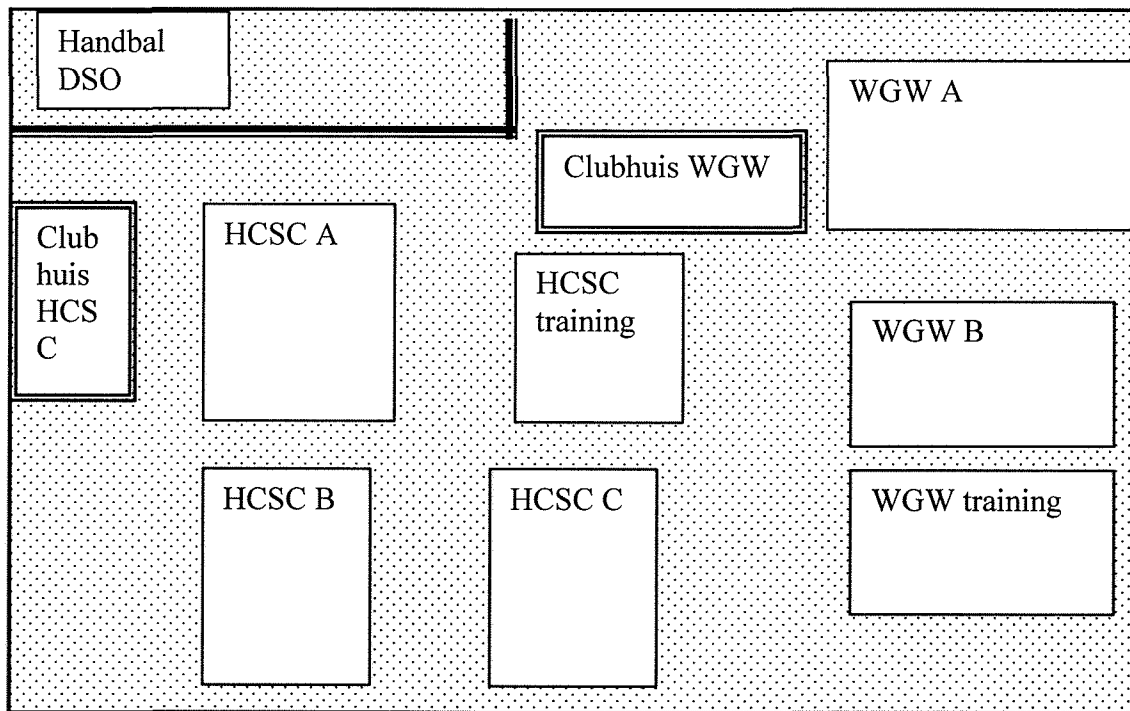 Handbal
DSO
WGW A
Clubhuis WGW
Club
huis
HCS
C
HCSC A
HCSC
training
WGW B
HCSC B
HCSC C
WGW training